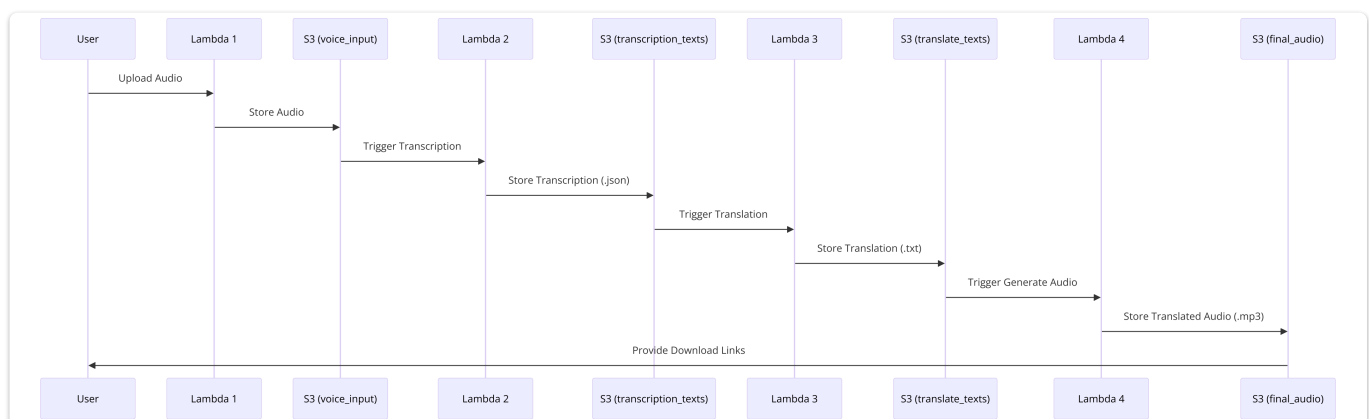 User
Lambda 1
S3 (voice_input)
Lambda 2
S3 (transcription_texts)
Lambda 3
S3 (translate_texts)
Lambda 4
S3 (final_audio)
Upload Audio
Store Audio
Trigger Transcription
Store Transcription (.json)
Trigger Translation
Store Translation (.txt)
Trigger Generate Audio
Store Translated Audio (.mp3)
Provide Download Links
User
Lambda 1
S3 (voice_input)
Lambda 2
S3 (transcription_texts)
Lambda 3
S3 (translate_texts)
Lambda 4
S3 (final_audio)